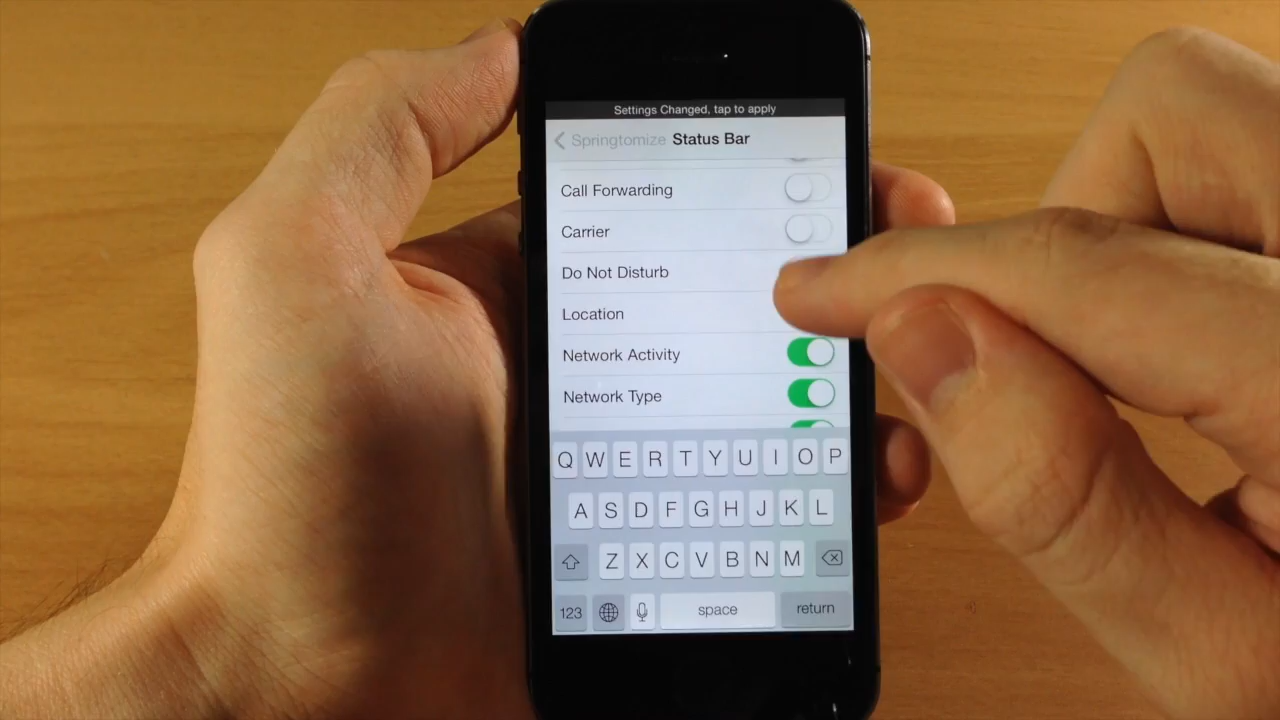 Settings Changed, tap to apply
Springtomize Status Bar
Call Forwarding
Carrier
Do Not Disturb
Location
Network Activity
Network Type
Q W E R T Y U I O P
A S D F G H J K L
Z X C V B N M
123 space return